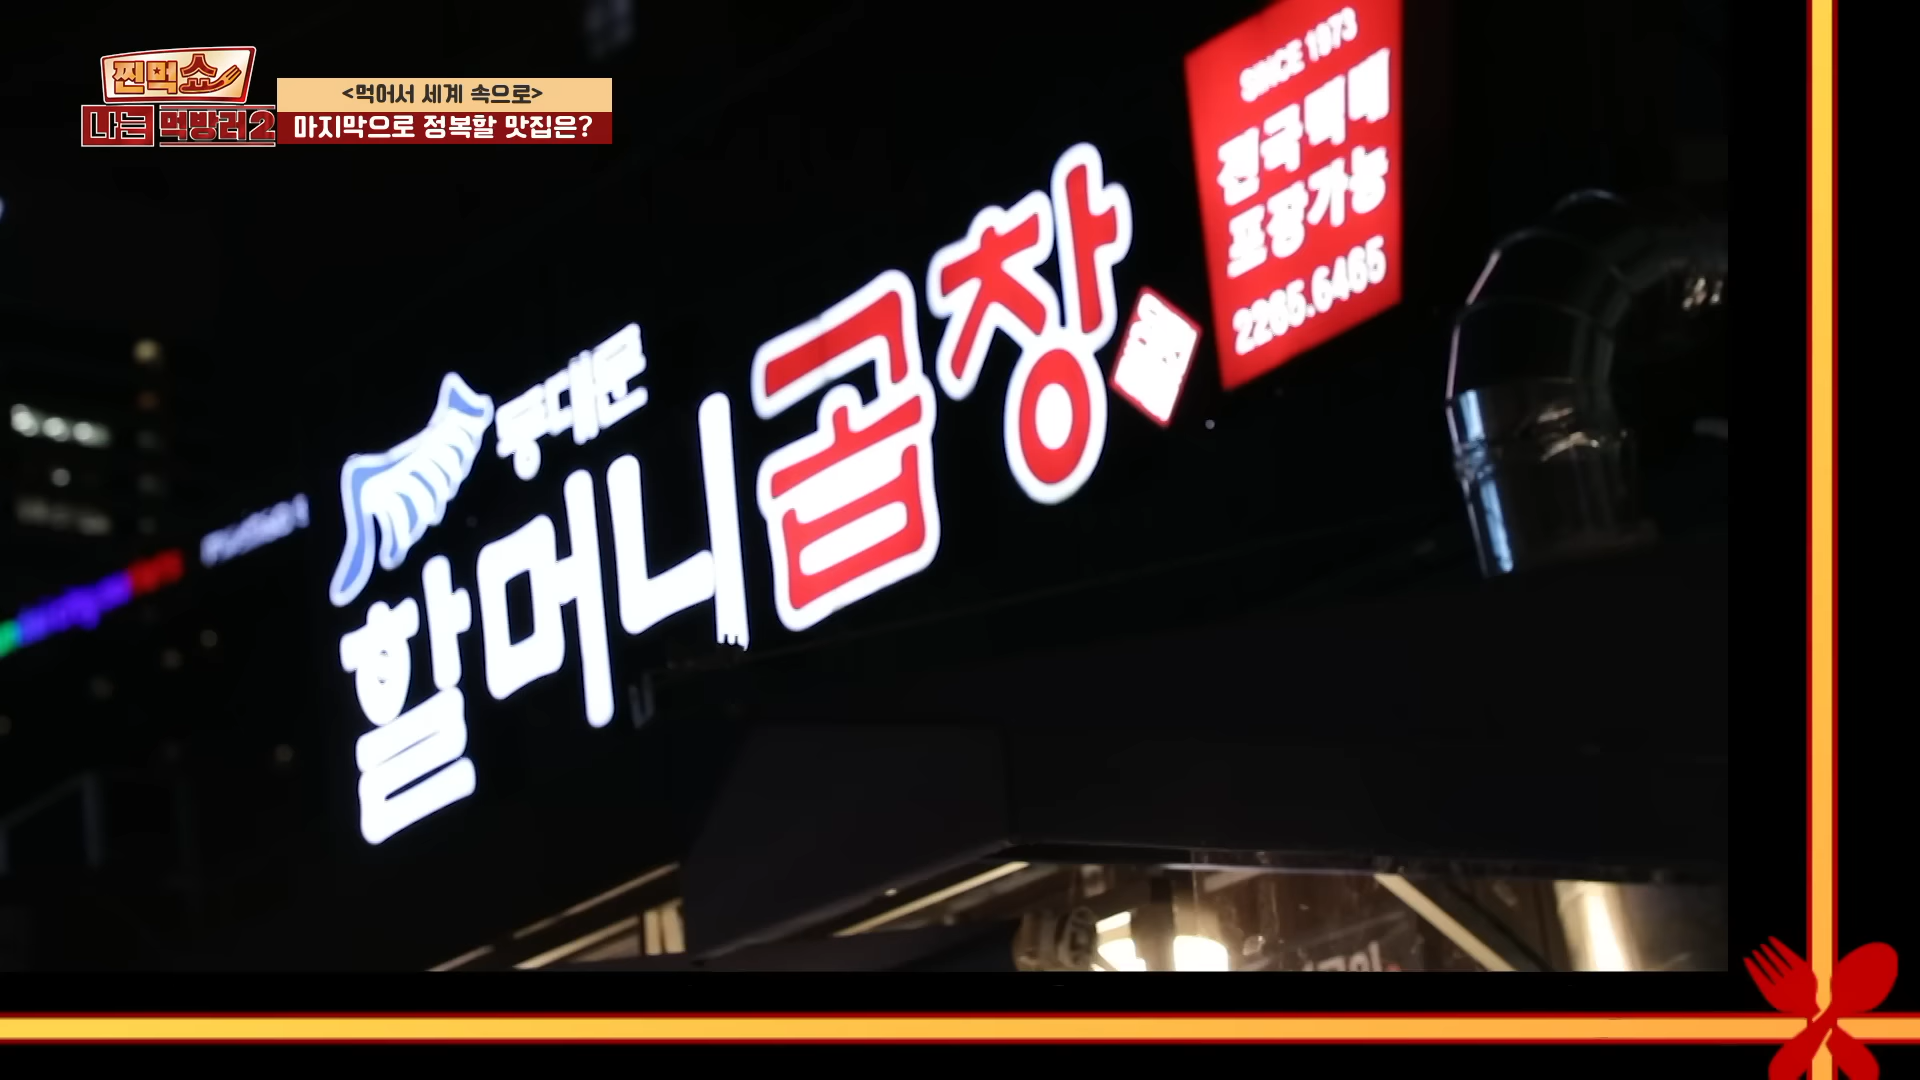 찐먹쇼
나는 먹방러2
<먹어서 세계 속으로>
마지막으로 정복할 맛집은?
SINCE 1973
전국택배
포장가능
2265.6465
동대문
할머니곱창